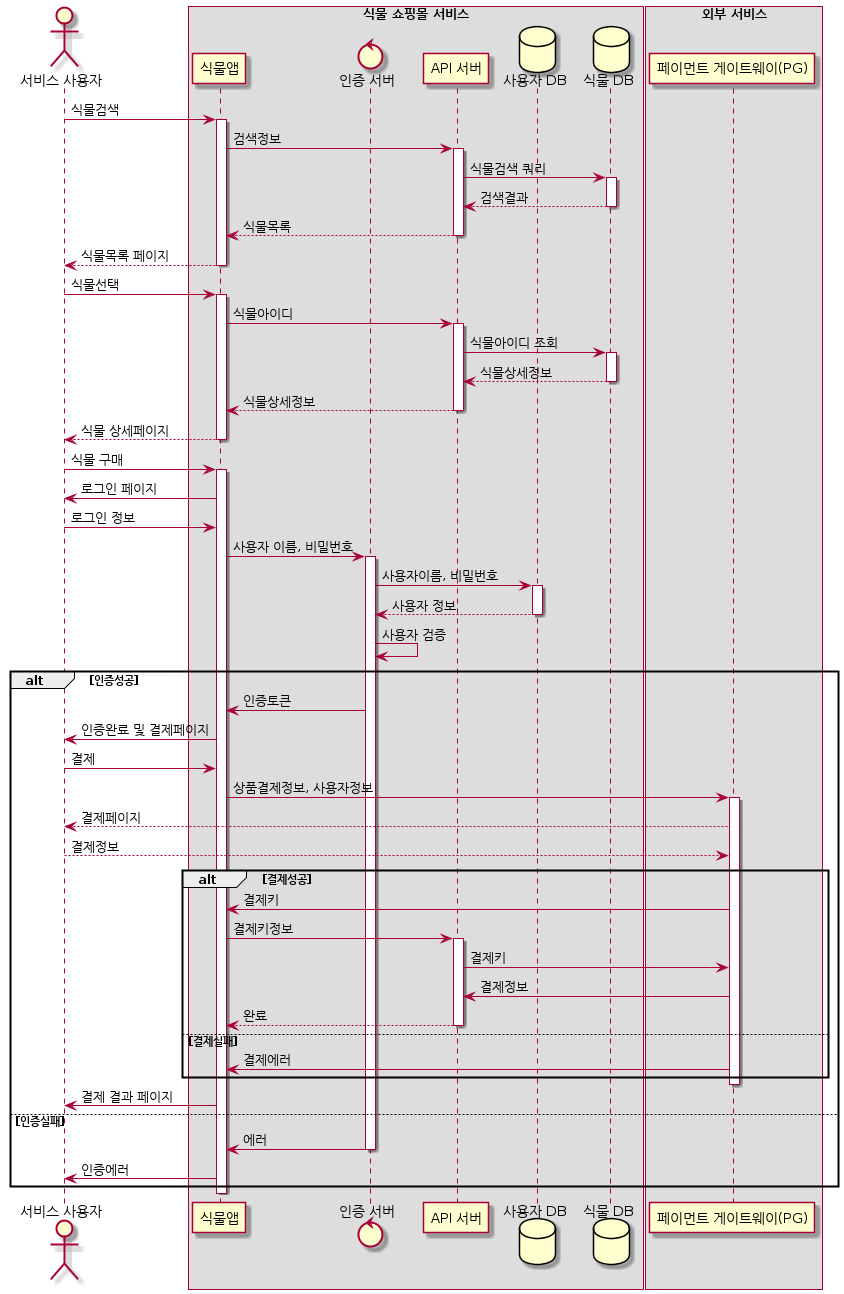 식물 쇼핑몰 서비스
외부 서비스
서비스 사용자
식물앱
인증 서버
API 서버
사용자 DB
식물 DB
페이먼트 게이트웨이(PG)
식물검색
검색정보
식물검색 쿼리
검색결과
식물목록
식물목록 페이지
식물선택
식물아이디
식물아이디 조회
식물상세정보
식물상세정보
식물 상세페이지
식물 구매
로그인 페이지
로그인 정보
사용자 이름, 비밀번호
사용자이름, 비밀번호
사용자 정보
사용자 검증
alt
[인증성공]
인증토큰
인증완료 및 결제페이지
결제
상품결제정보, 사용자정보
결제페이지
결제정보
alt
[결제성공]
결제키
결제키정보
결제키
결제정보
완료
[결제실패]
결제에러
결제 결과 페이지
[인증실패]
에러
인증에러
서비스 사용자
식물앱
인증 서버
API 서버
사용자 DB
식물 DB
페이먼트 게이트웨이(PG)